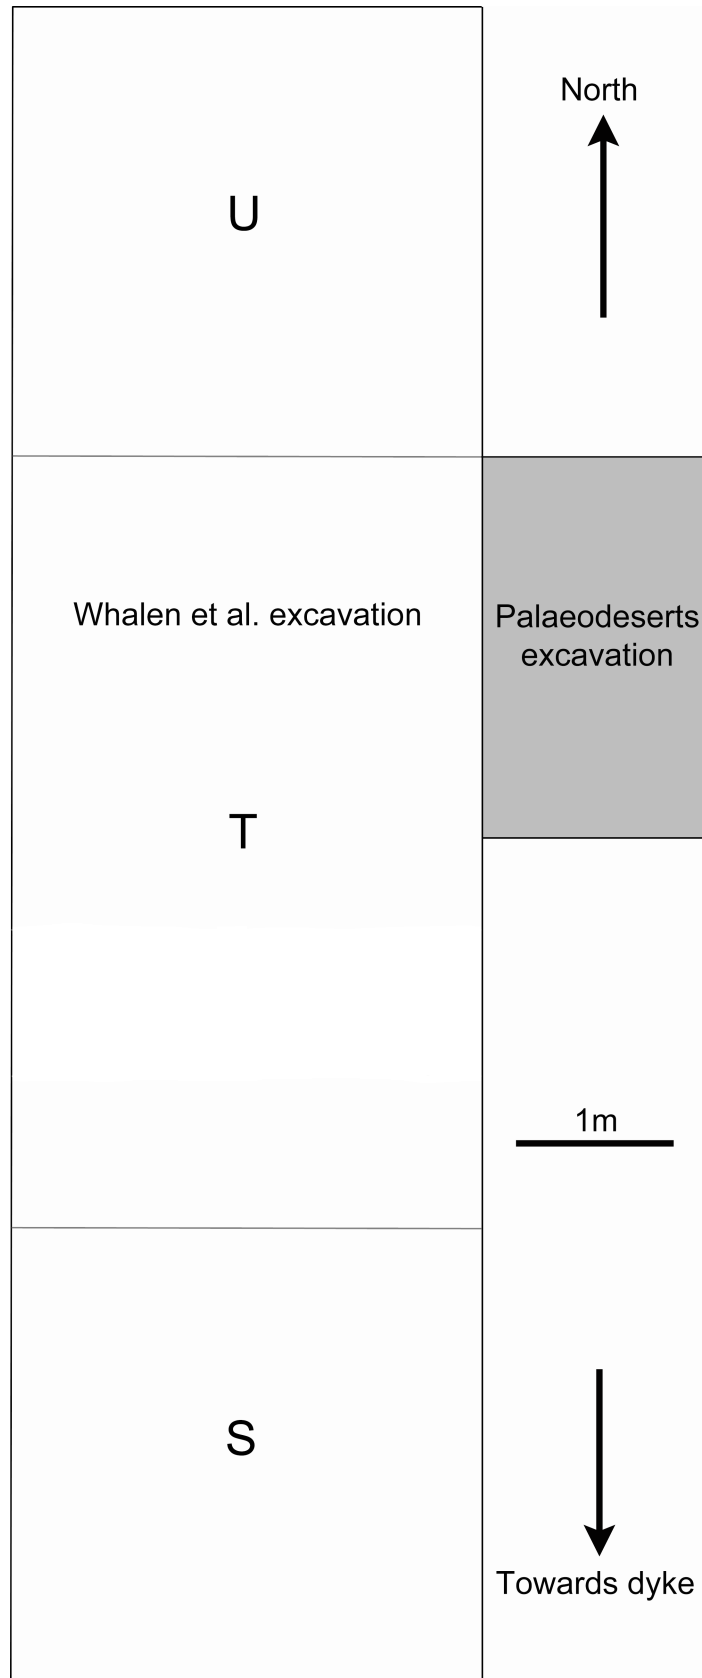 North
U
Whalen et al. excavation
Palaeodeserts
excavation
T
1m
S
Towards dyke